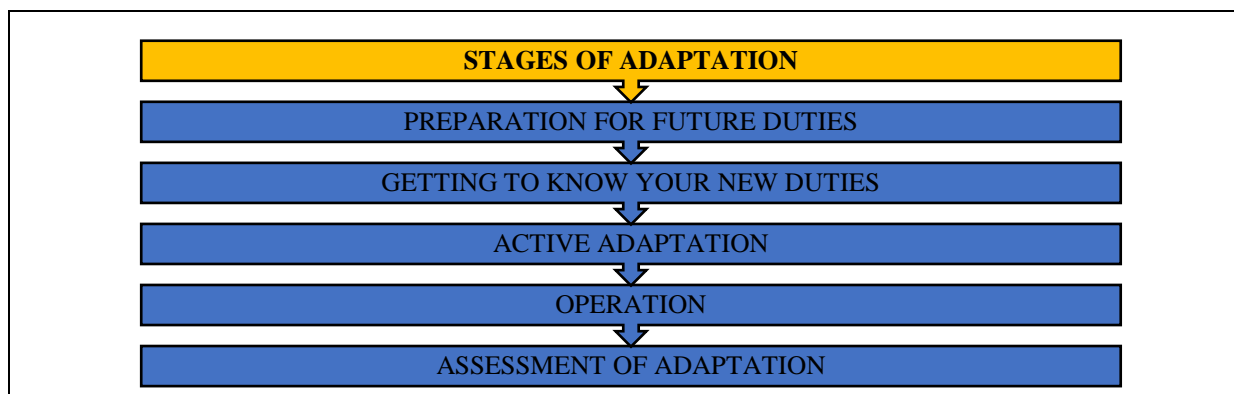 STAGES OF ADAPTATION
PREPARATION FOR FUTURE DUTIES
GETTING TO KNOW YOUR NEW DUTIES
ACTIVE ADAPTATION
OPERATION
ASSESSMENT OF ADAPTATION